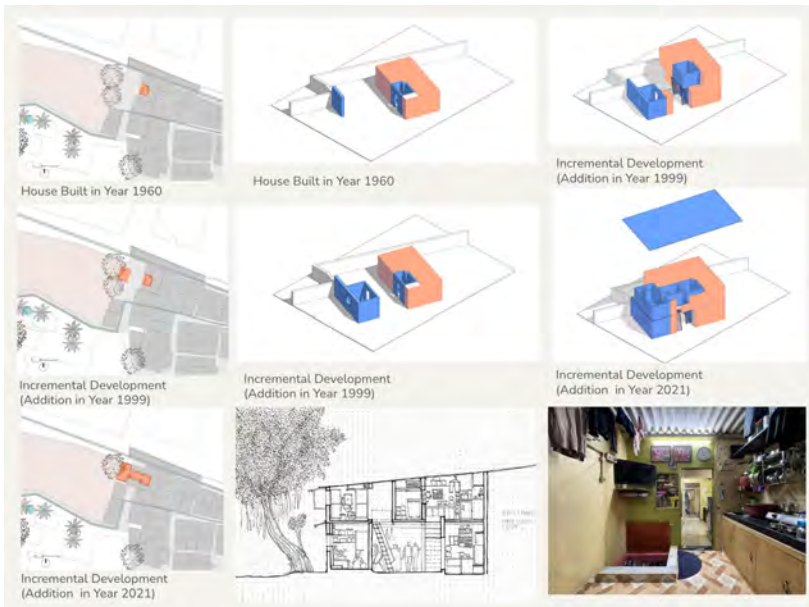 House Built in Year 1960
House Built in Year 1960
Incremental Development
(Addition in Year 1999)
Incremental Development
(Addition in Year 1999)
Incremental Development
(Addition in Year 1999)
Incremental Development
(Addition  in Year 2021)
Incremental Development
(Addition  in Year 2021)